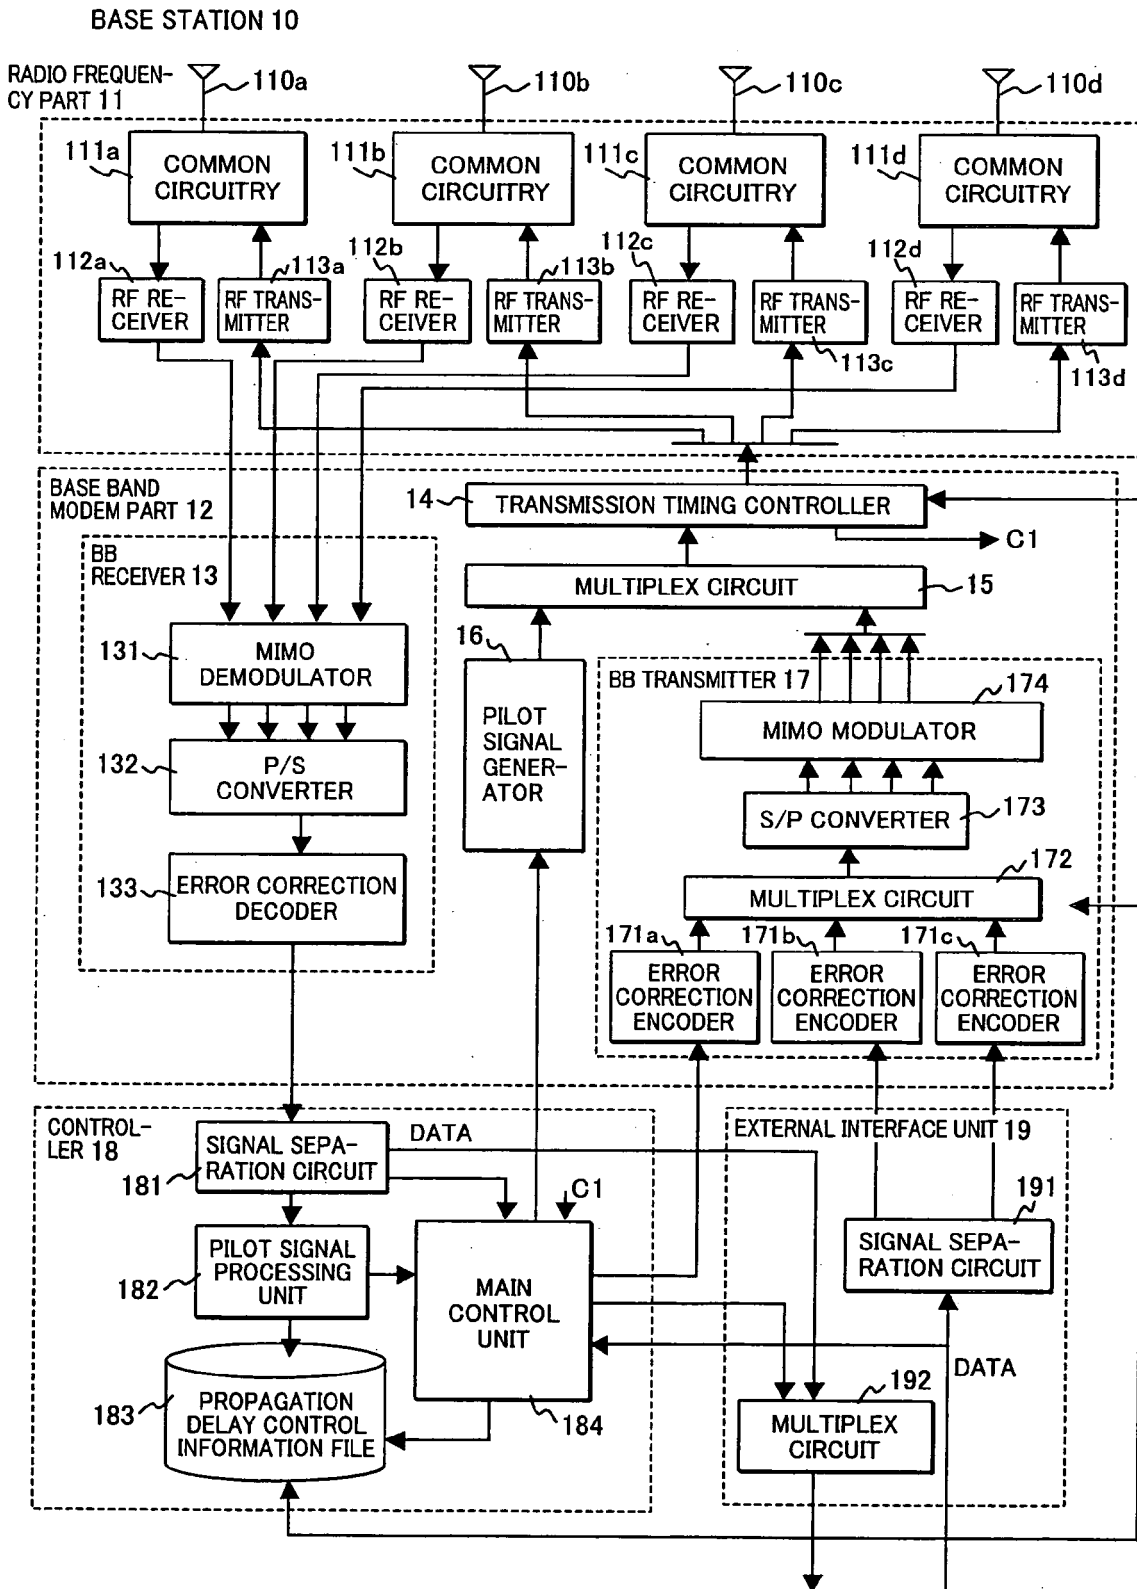 BASE STATION 10
RADIO FREQUEN-
CY PART 11
110a
110b
110c
110d
111a
COMMON
CIRCUITRY
111b
COMMON
CIRCUITRY
111c
COMMON
CIRCUITRY
111d
COMMON
CIRCUITRY
112a
113a
112b
113b
112c
112d
RF RE-
CEIVER
RF TRANS-
MITTER
RF RE-
CEIVER
RF TRANS-
MITTER
RF RE-
CEIVER
RF TRANS-
MITTER
RF RE-
CEIVER
RF TRANS-
MITTER
113c
113d
BASE BAND
MODEM PART 12
14
TRANSMISSION TIMING CONTROLLER
C1
BB
RECEIVER 13
MULTIPLEX CIRCUIT
15
16
131
MIMO
DEMODULATOR
BB TRANSMITTER 17
174
MIMO MODULATOR
PILOT
SIGNAL
GENER-
ATOR
132
P/S
CONVERTER
S/P CONVERTER
173
133
ERROR CORRECTION
DECODER
172
MULTIPLEX CIRCUIT
171a
171b
171c
ERROR
CORRECTION
ENCODER
ERROR
CORRECTION
ENCODER
ERROR
CORRECTION
ENCODER
CONTROL-
LER 18
SIGNAL SEPA-
RATION CIRCUIT
181
DATA
EXTERNAL INTERFACE UNIT 19
C1
191
SIGNAL SEPA-
RATION CIRCUIT
PILOT SIGNAL
PROCESSING
UNIT
182
MAIN
CONTROL
UNIT
DATA
183
PROPAGATION
DELAY CONTROL
INFORMATION FILE
184
192
MULTIPLEX
CIRCUIT